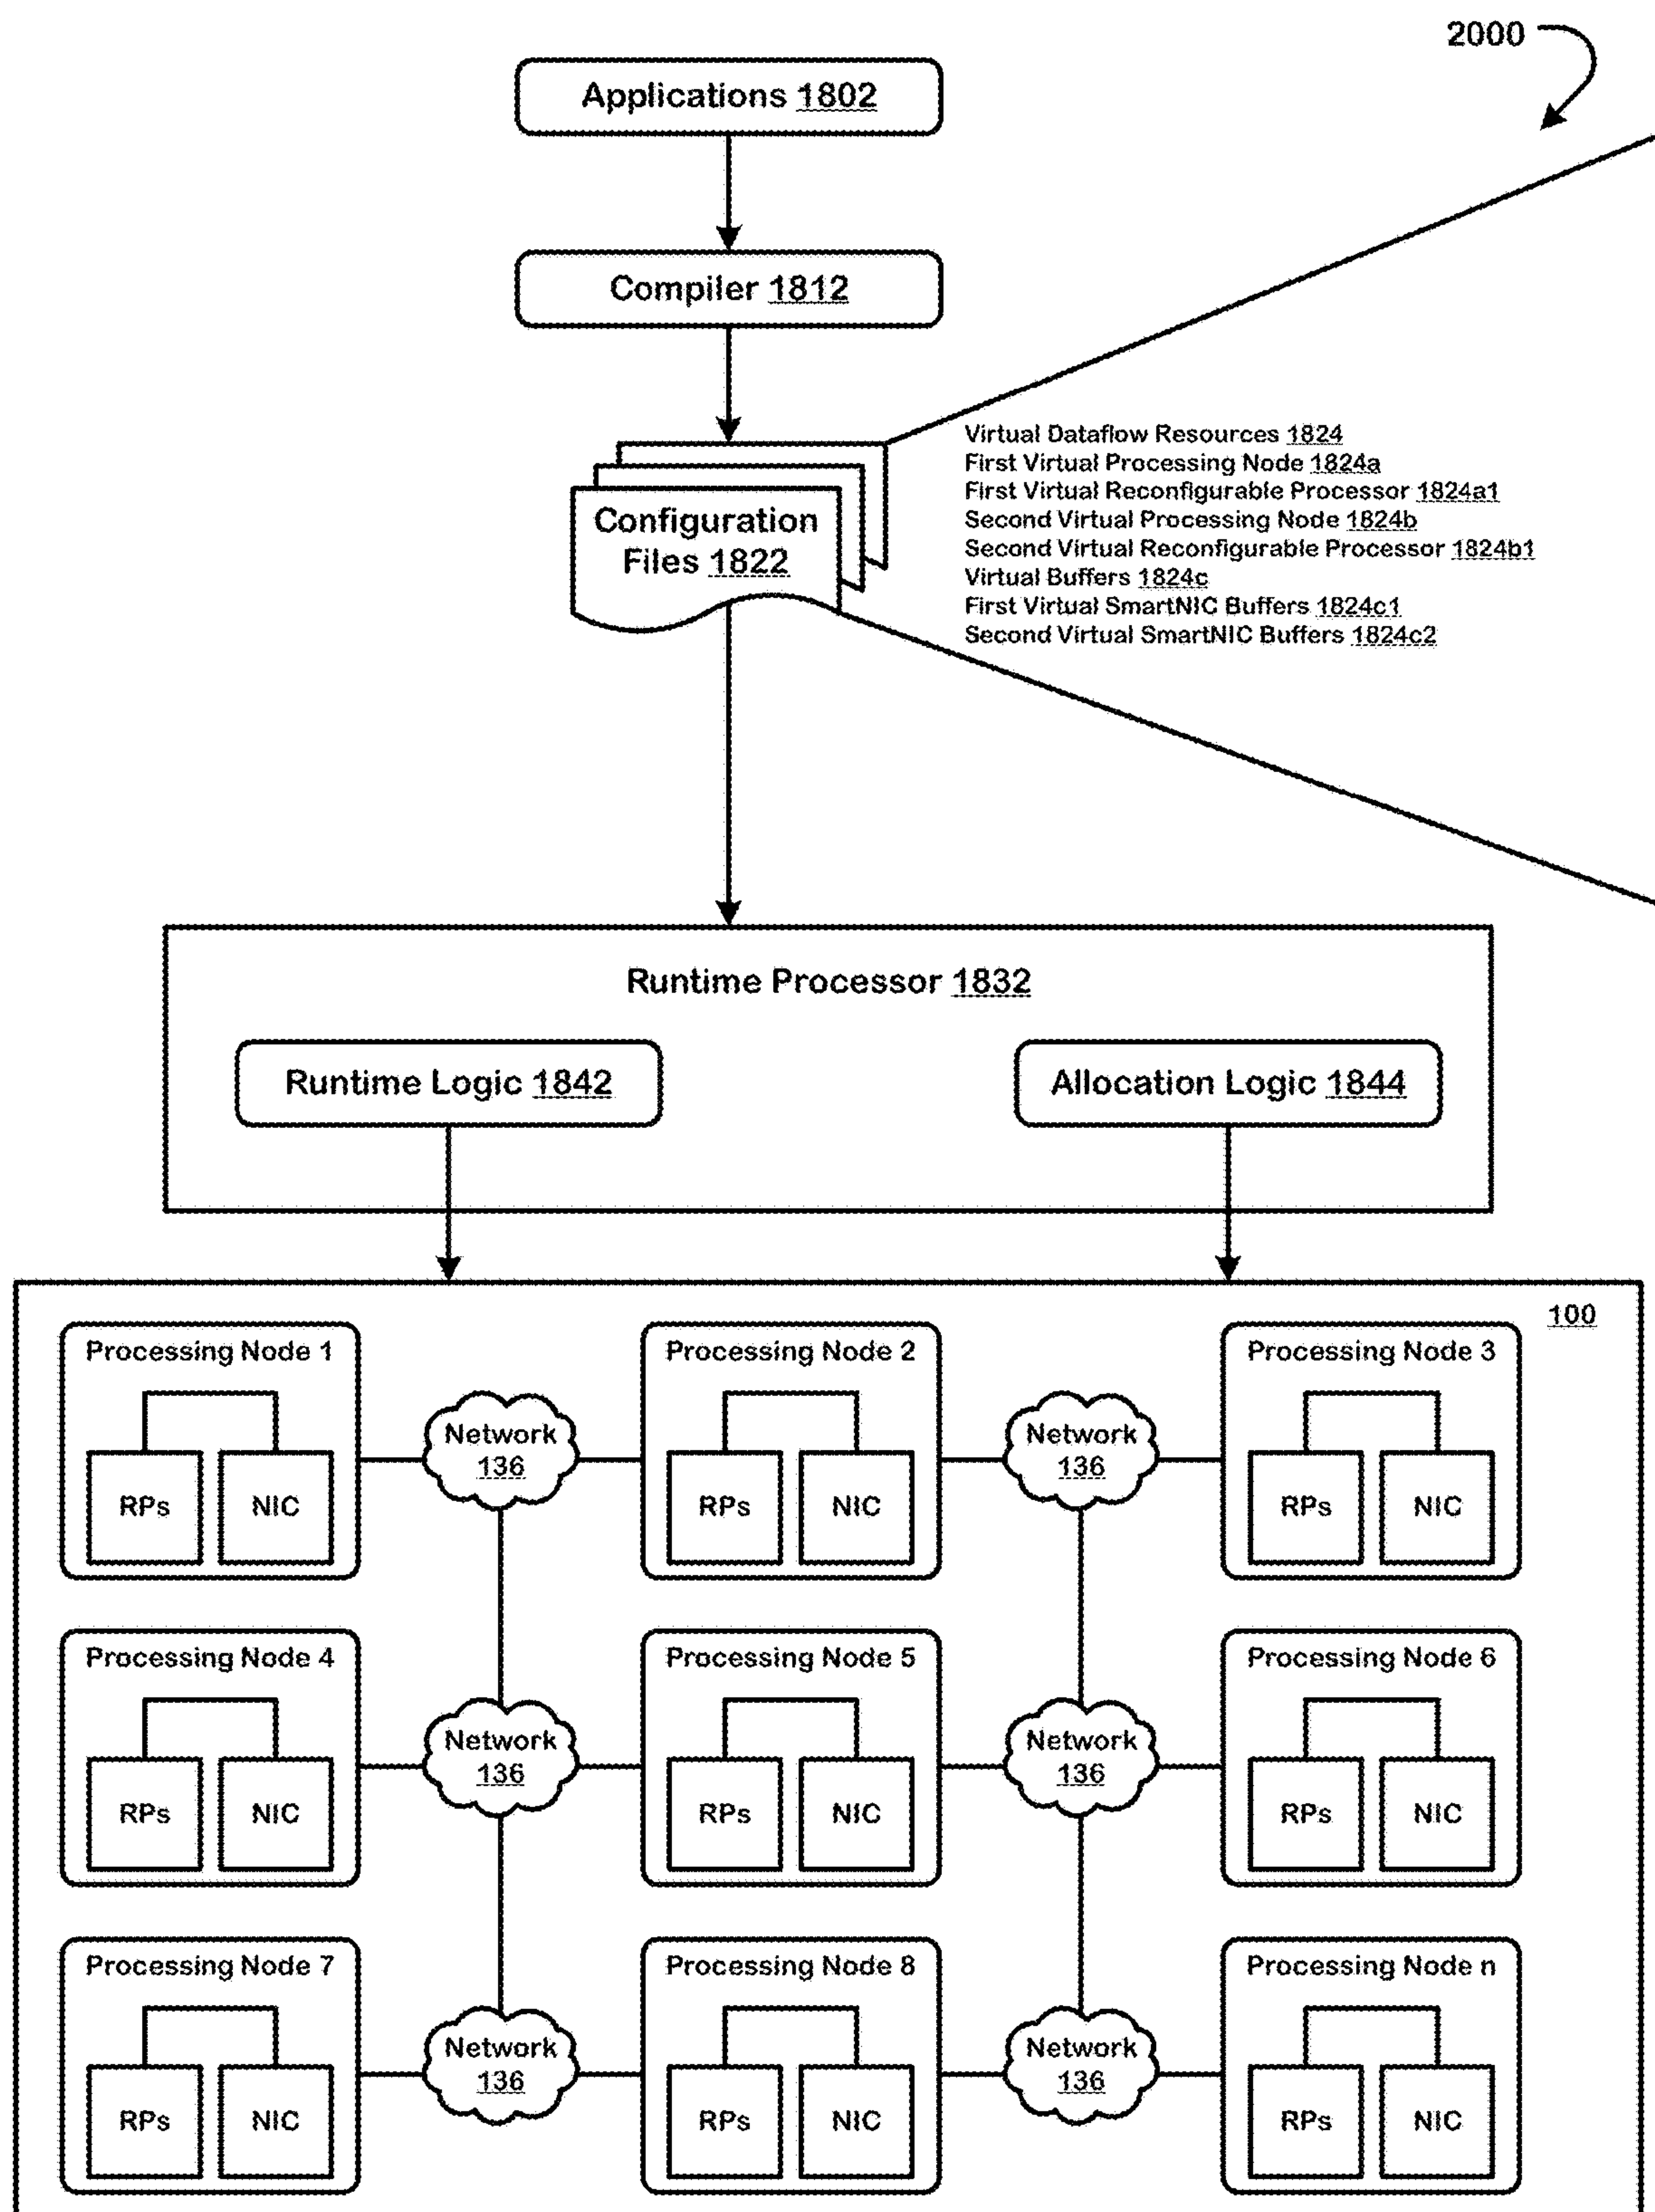 2000
Applications 1802
Compiler 1812
Configuration
Files 1822
Virtual Dataflow Resources 1824
First Virtual Processing Node 1824a
First Virtual Reconfigurable Processor 1824a1
Second Virtual Processing Node 1824b
Second Virtual Reconfigurable Processor 1824b1
Virtual Buffers 1824c
First Virtual SmartNIC Buffers 1824c1
Second Virtual SmartNIC Buffers 1824c2
Runtime Processor 1832
Runtime Logic 1842
Allocation Logic 1844
100
Processing Node 1
RPs
NIC
Network
136
Processing Node 2
RPs
NIC
Network
136
Processing Node 3
RPs
NIC
Processing Node 4
RPs
NIC
Network
136
Processing Node 5
RPs
NIC
Network
136
Processing Node 6
RPs
NIC
Processing Node 7
RPs
NIC
Network
136
Processing Node 8
RPs
NIC
Network
136
Processing Node n
RPs
NIC